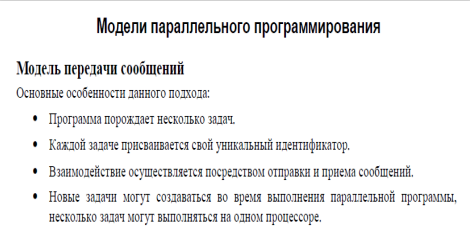 Модели параллельного программирования
Модель передачи сообщений
Основные особенности данного подхода:
• Программа порождает несколько задач.
• Каждой задаче присваивается свой уникальный идентификатор.
• Взаимодействие осуществляется посредством отправки и приема сообщений.
• Новые задачи могут создаваться во время выполнения параллельной программы,
несколько задач могут выполняться на одном процессоре.